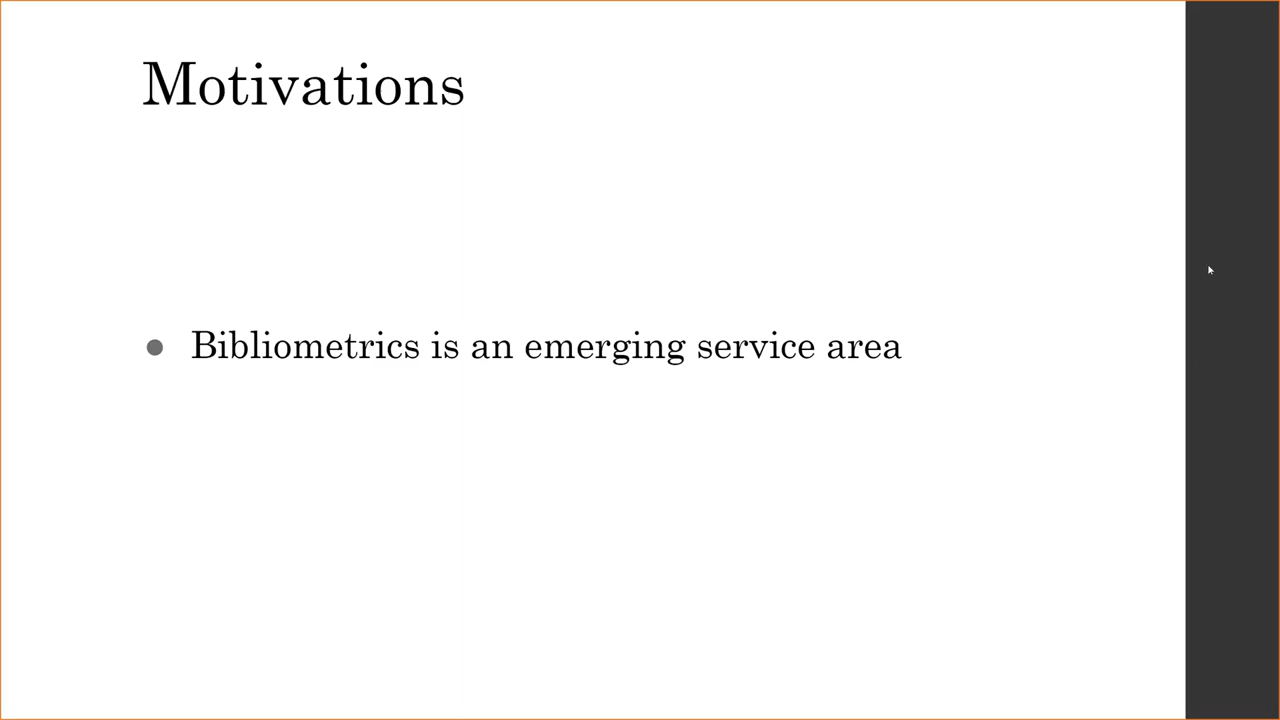 Motivations
● Bibliometrics is an emerging service area